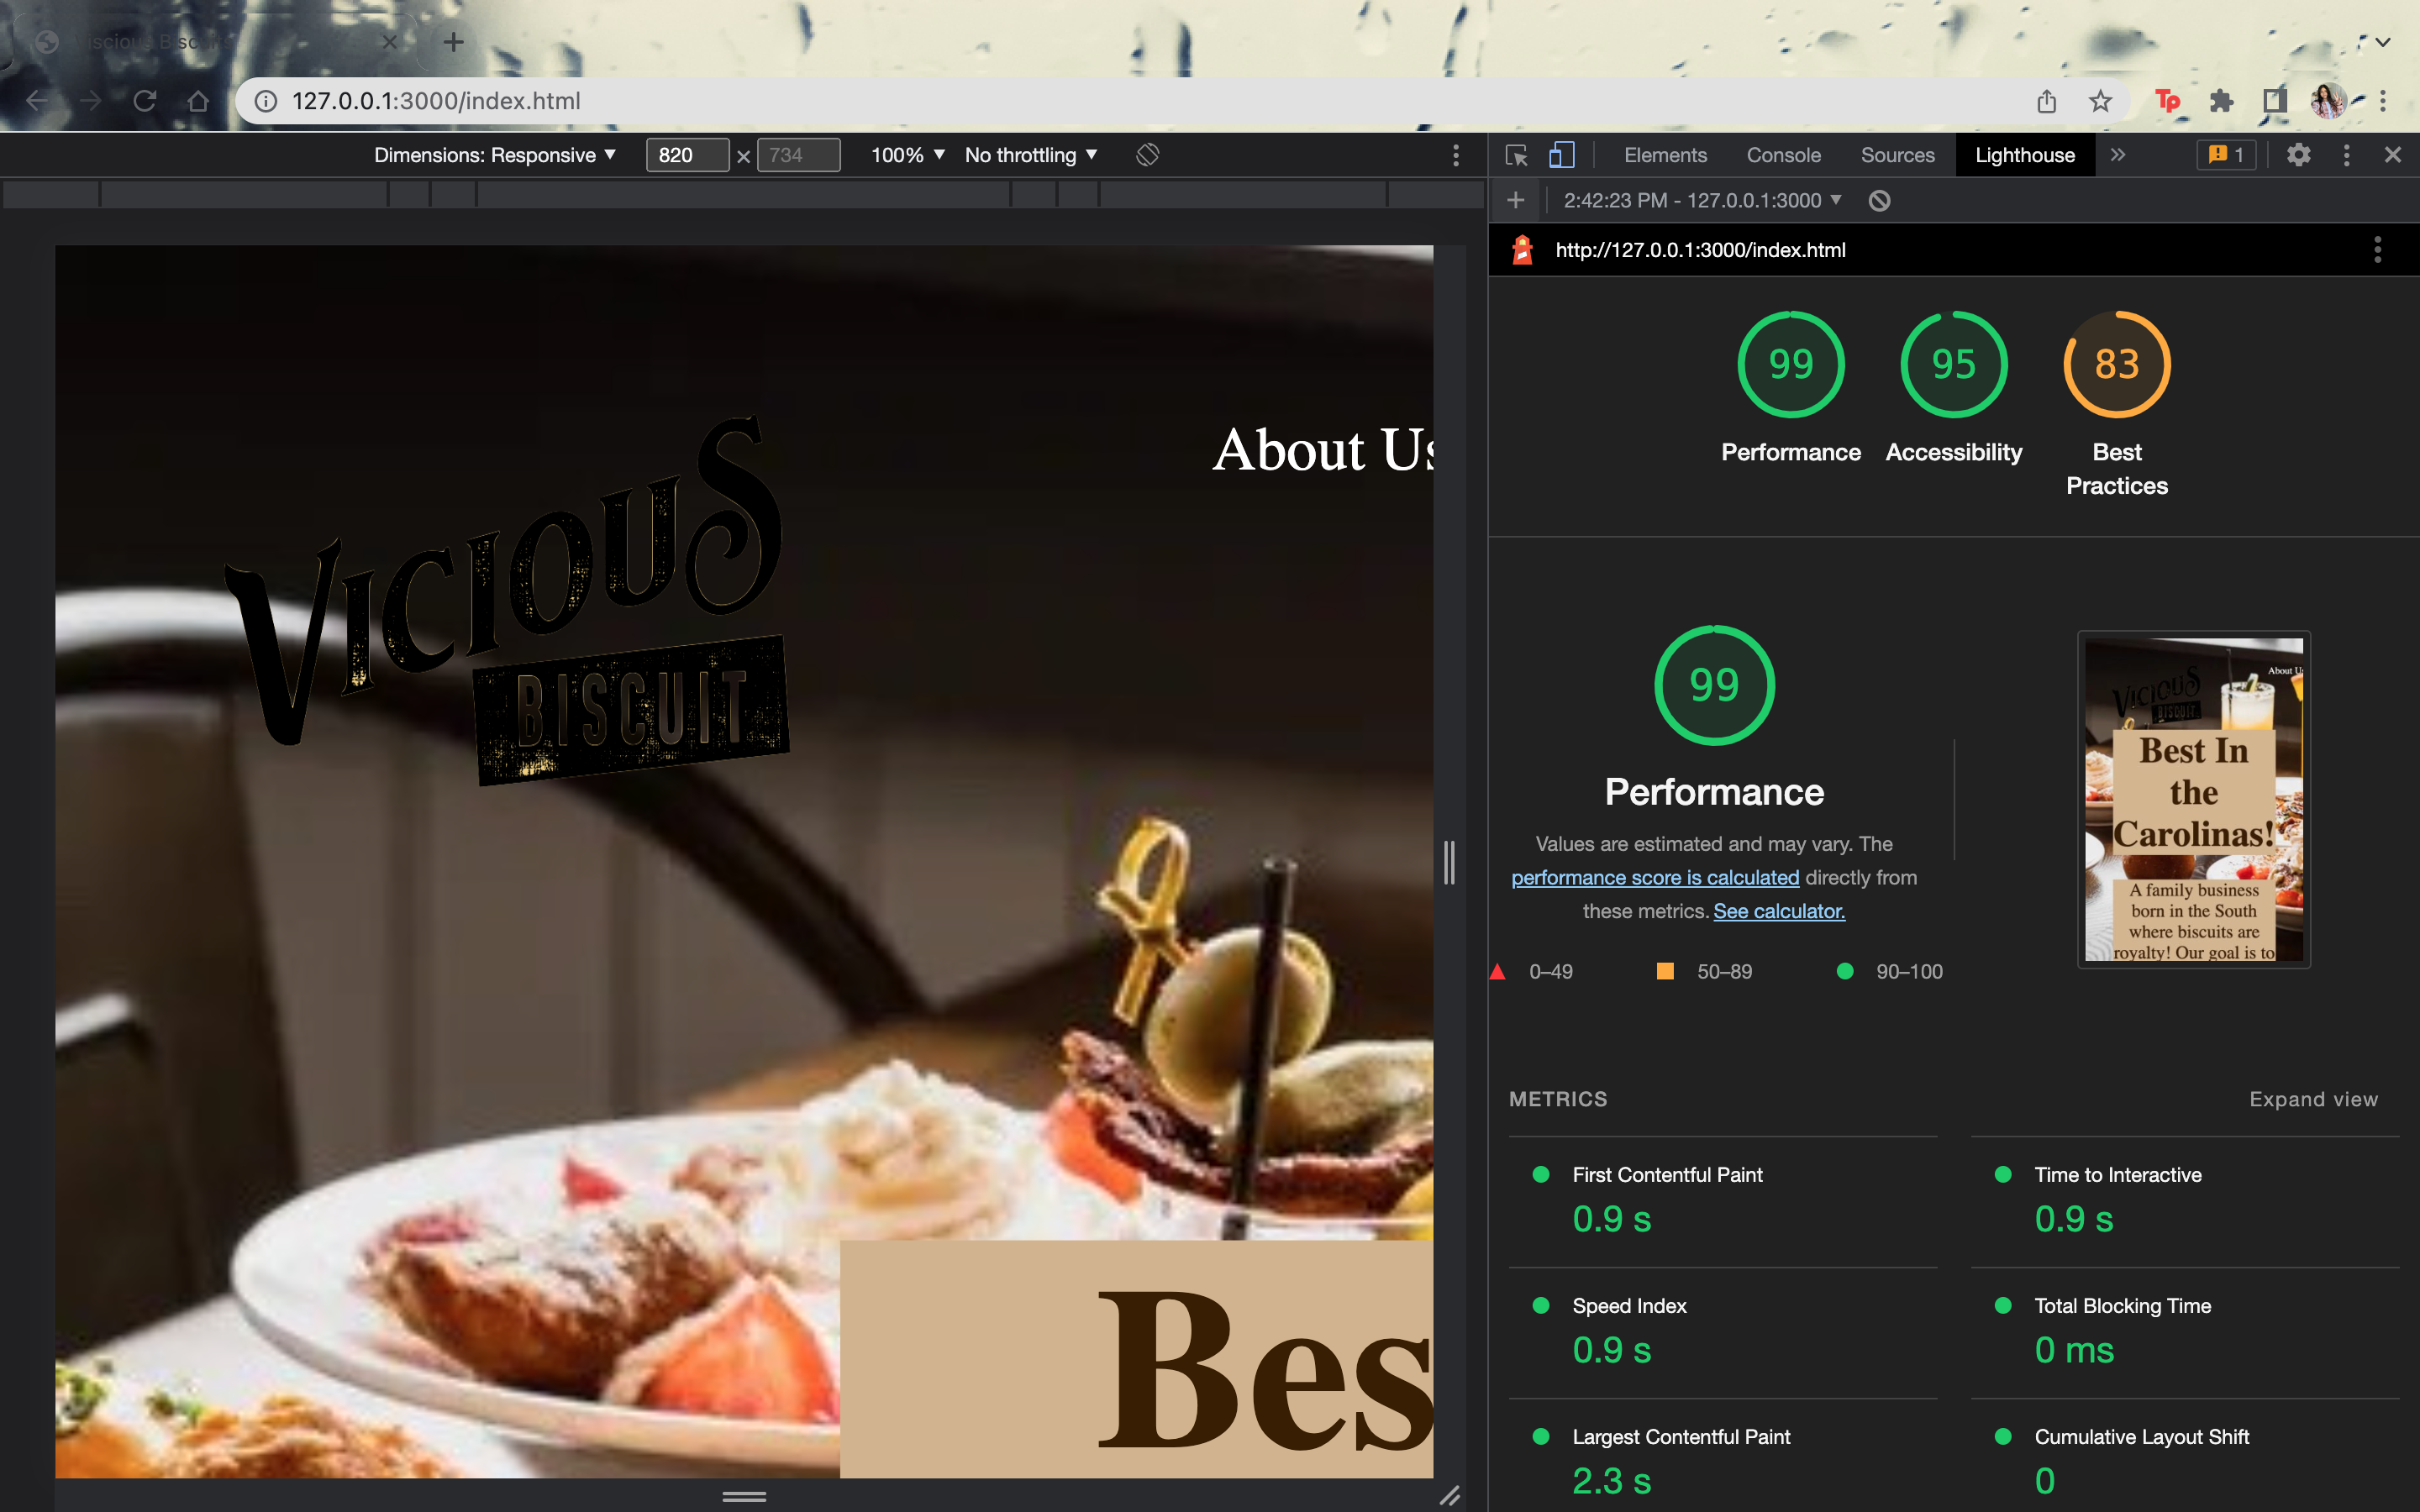 127.0.0.1:3000/index.html
Dimensions: Responsive 820 × 734 100% No throttling
Elements Console Sources Lighthouse 1
2:42:23 PM - 127.0.0.1:3000
http://127.0.0.1:3000/index.html
About Us
VICIOUS
BISCUIT
Bes
99 95 83
Performance Accessibility Best
Practices
99
Performance
Values are estimated and may vary. The
performance score is calculated directly from
these metrics. See calculator.
0–49 50–89 90–100
About U
VICIOUS
BISCUIT
Best In
the
Carolinas!
A family business
born in the South
where biscuits are
royalty! Our goal is to
METRICS Expand view
First Contentful Paint
0.9 s
Time to Interactive
0.9 s
Speed Index
0.9 s
Total Blocking Time
0 ms
Largest Contentful Paint
2.3 s
Cumulative Layout Shift
0